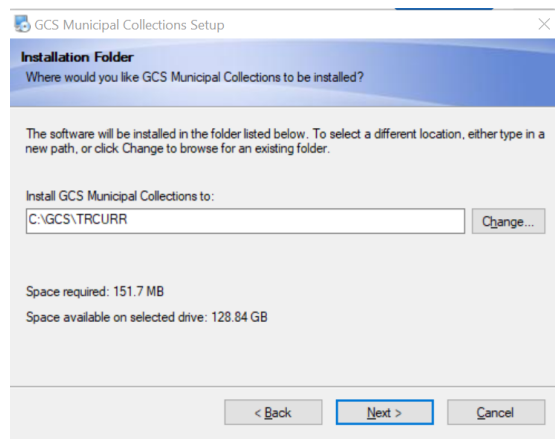 GCS Municipal Collections Setup
Installation Folder
Where would you like GCS Municipal Collections to be installed?
The software will be installed in the folder listed below. To select a different location, either type in a
new path, or click Change to browse for an existing folder.
Install GCS Municipal Collections to:
C:\GCS\TRCURR
Change...
Space required: 151.7 MB
Space available on selected drive: 128.84 GB
< Back
Next >
Cancel